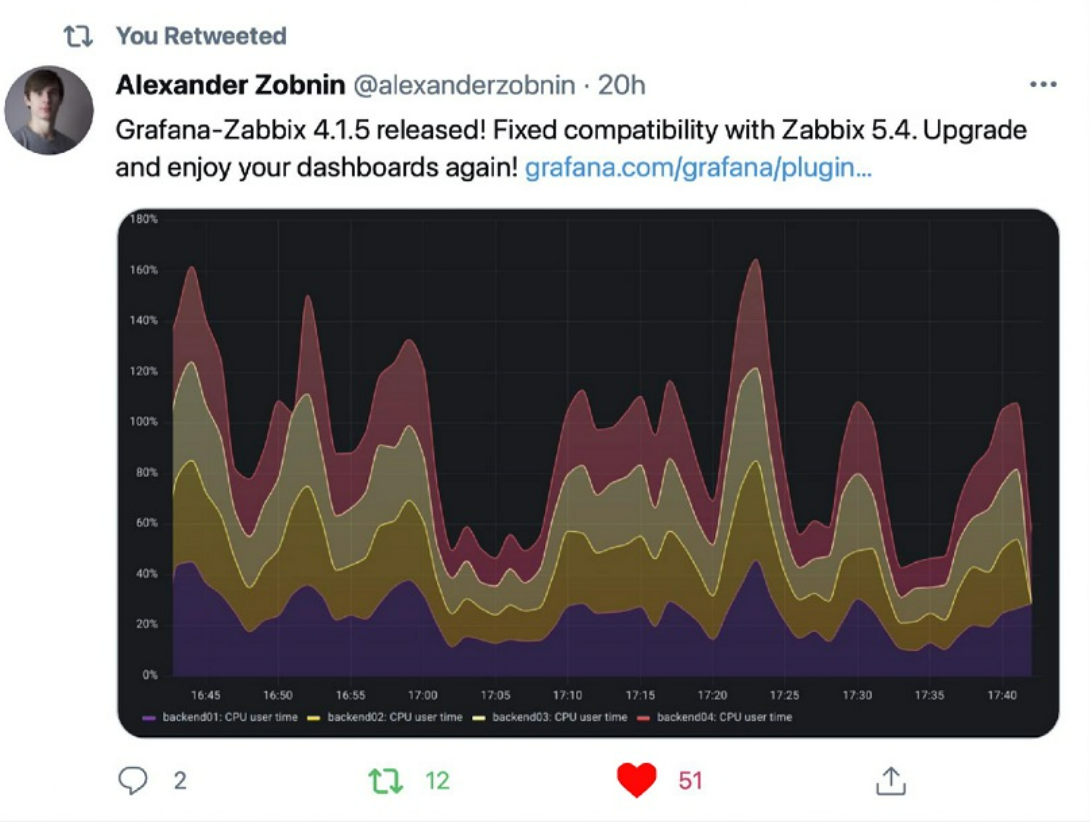 You Retweeted
Alexander Zobnin @alexanderzobnin · 20h
Grafana-Zabbix 4.1.5 released! Fixed compatibility with Zabbix 5.4. Upgrade
and enjoy your dashboards again! grafana.com/grafana/plugin…
180%
160%
140%
120%
100%
80%
60%
40%
20%
0%
16:45 16:50 16:55 17:00 17:05 17:10 17:15 17:20 17:25 17:30 17:35 17:40
backend01: CPU user time backend02: CPU user time backend03: CPU user time backend04: CPU user time
2 12 51